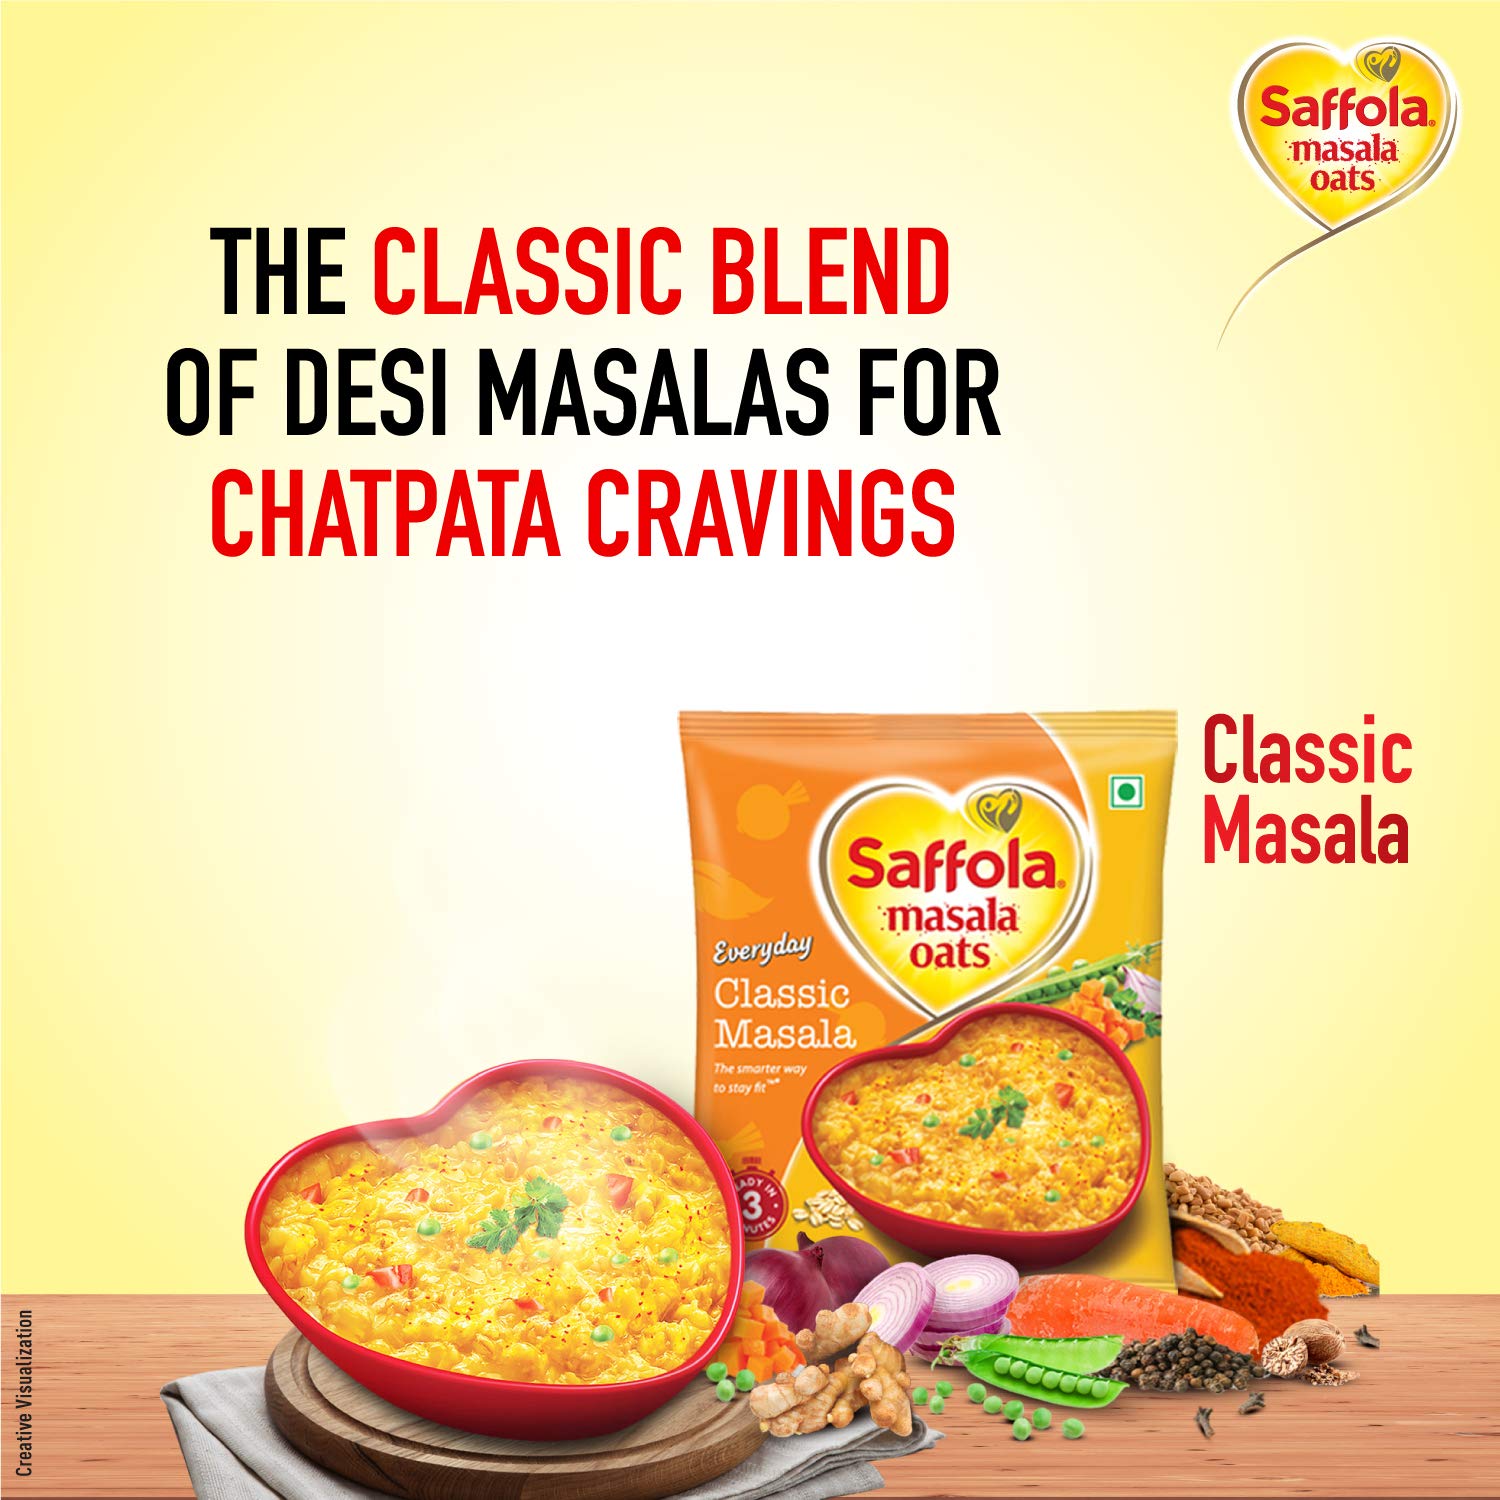 Saffola®
masala
oats
THE CLASSIC BLEND
OF DESI MASALAS FOR
CHATPATA CRAVINGS
Classic
Masala
Saffola®
masala
oats
Everyday
Classic
Masala
The smarter way
to stay fit
3
Creative Visualization